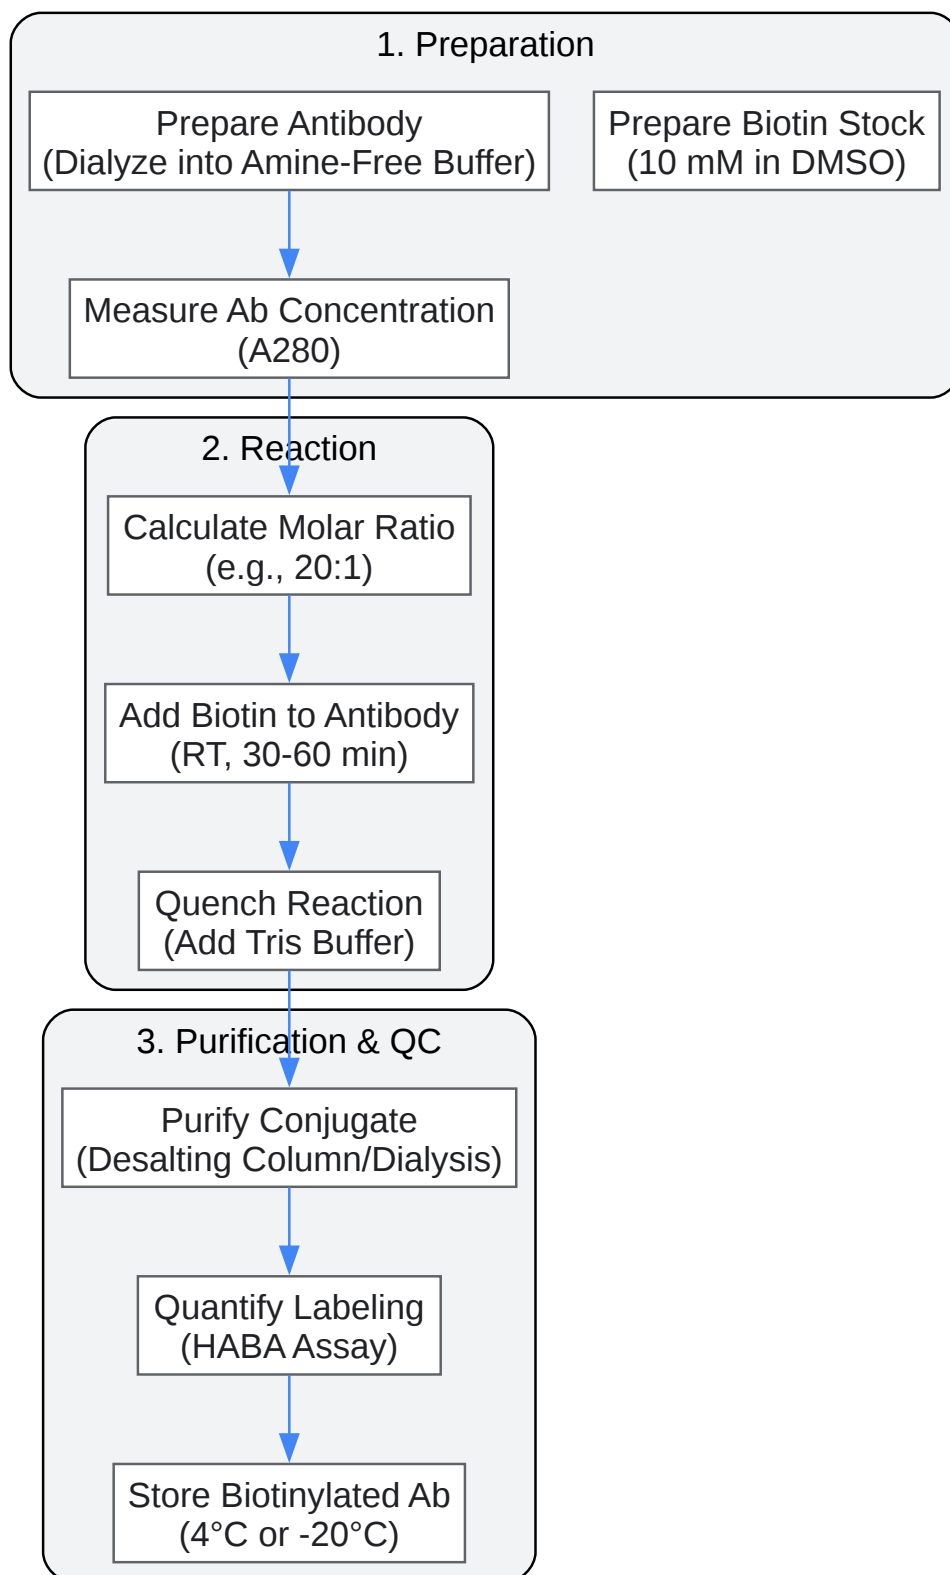 1. Preparation
Prepare Antibody
(Dialyze into Amine-Free Buffer)
Prepare Biotin Stock
(10 mM in DMSO)
Measure Ab Concentration
(A280)
2. Reaction
Calculate Molar Ratio
(e.g., 20:1)
Add Biotin to Antibody
(RT, 30-60 min)
Quench Reaction
(Add Tris Buffer)
3. Purification & QC
Purify Conjugate
(Desalting Column/Dialysis)
Quantify Labeling
(HABA Assay)
Store Biotinylated Ab
(4°C or -20°C)